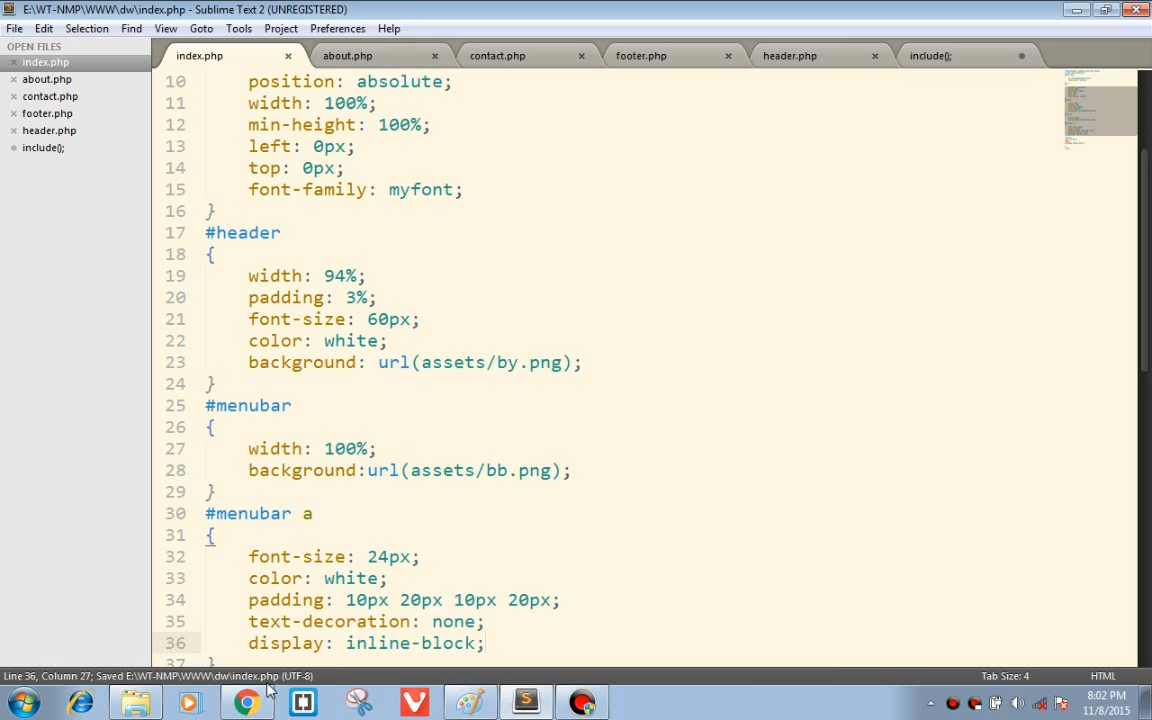 E:\WT-NMP\WWW\dw\index.php - Sublime Text 2 (UNREGISTERED)
File Edit Selection Find View Goto Tools Project Preferences Help
OPEN FILES
index.php
about.php
contact.php
footer.php
header.php
include();
index.php about.php contact.php footer.php header.php include();
10 position: absolute;
11 width: 100%;
12 min-height: 100%;
13 left: 0px;
14 top: 0px;
15 font-family: myfont;
16 }
17 #header
18 {
19 width: 94%;
20 padding: 3%;
21 font-size: 60px;
22 color: white;
23 background: url(assets/by.png);
24 }
25 #menubar
26 {
27 width: 100%;
28 background:url(assets/bb.png);
29 }
30 #menubar a
31 {
32 font-size: 24px;
33 color: white;
34 padding: 10px 20px 10px 20px;
35 text-decoration: none;
36 display: inline-block;
37 }
Line 36, Column 27; Saved E:\WT-NMP\WWW\dw\index.php (UTF-8) Tab Size: 4 HTML
8:02 PM
11/8/2015